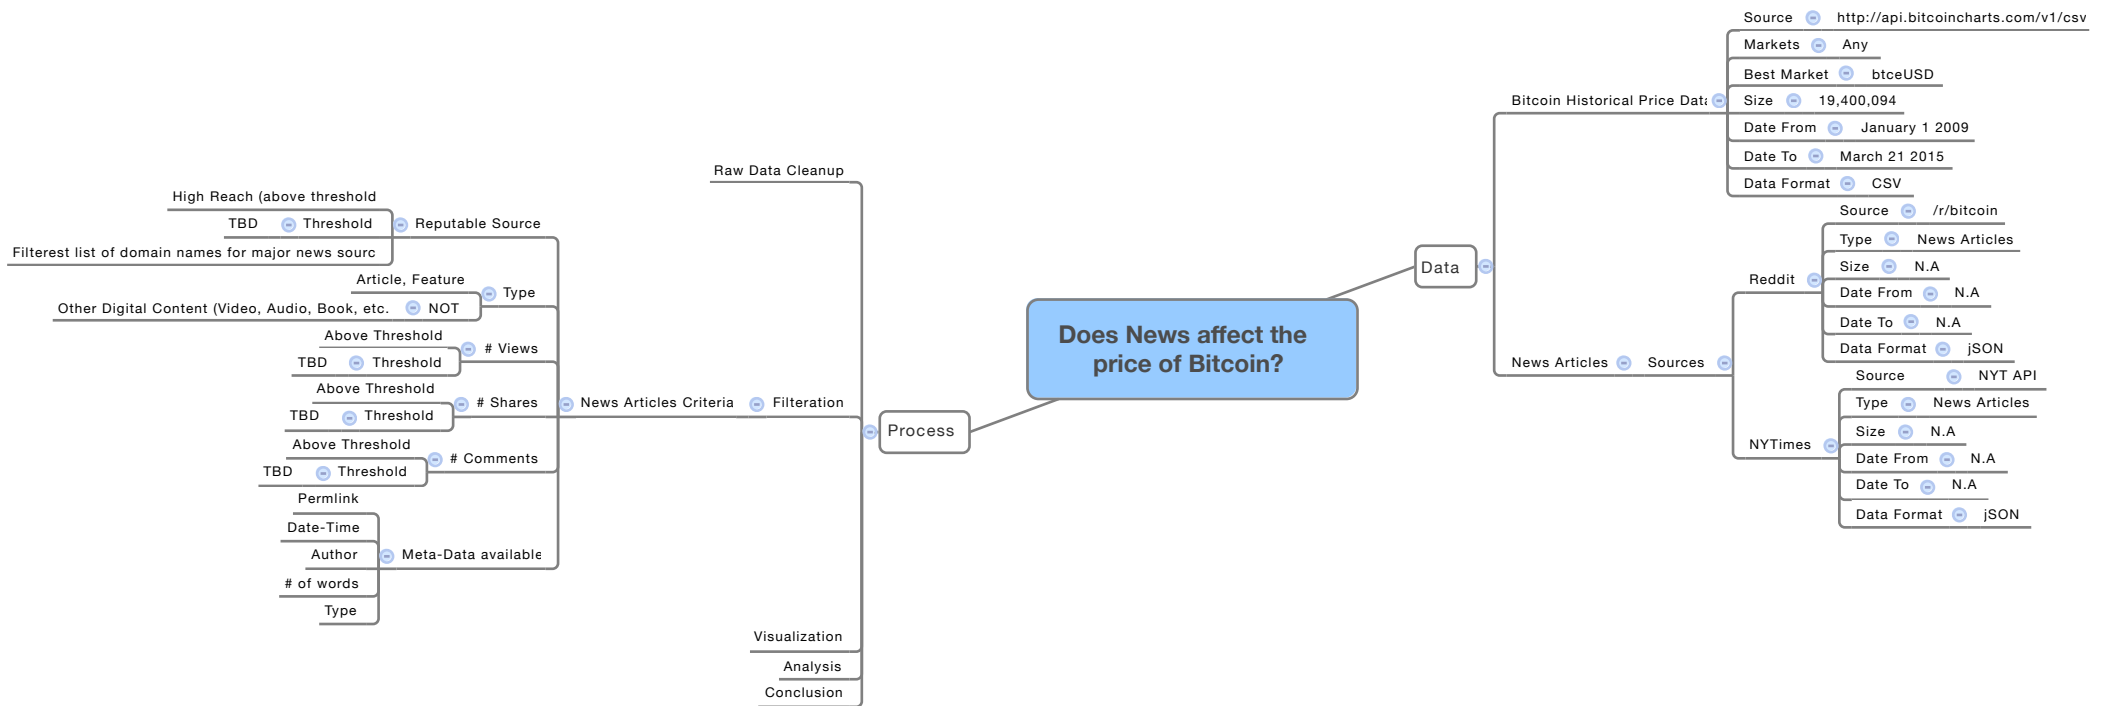 Does News affect the
price of Bitcoin?
Data
Bitcoin Historical Price Data
Source http://api.bitcoincharts.com/v1/csv
Markets Any
Best Market btceUSD
Size 19,400,094
Date From January 1 2009
Date To March 21 2015
Data Format CSV
News Articles Sources
Reddit
Source /r/bitcoin
Type News Articles
Size N.A
Date From N.A
Date To N.A
Data Format jSON
NYTimes
Source NYT API
Type News Articles
Size N.A
Date From N.A
Date To N.A
Data Format jSON
Process
Raw Data Cleanup
Filteration
News Articles Criteria
Reputable Source
High Reach (above threshold
TBD Threshold
Filterest list of domain names for major news sourc
Type
Article, Feature
Other Digital Content (Video, Audio, Book, etc. NOT
# Views
Above Threshold
TBD Threshold
# Shares
Above Threshold
TBD Threshold
# Comments
Above Threshold
TBD Threshold
Meta-Data available
Permlink
Date-Time
Author
# of words
Type
Visualization
Analysis
Conclusion